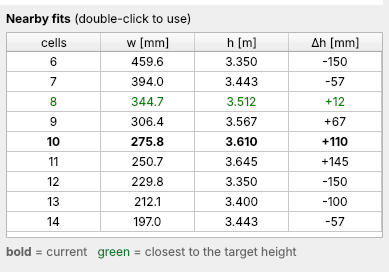 Nearby fits (double-click to use)
cells w [mm] h [m] Δh [mm]
6 459.6 3.350 -150
7 394.0 3.443 -57
8 344.7 3.512 +12
9 306.4 3.567 +67
10 275.8 3.610 +110
11 250.7 3.645 +145
12 229.8 3.350 -150
13 212.1 3.400 -100
14 197.0 3.443 -57
bold = current green = closest to the target height